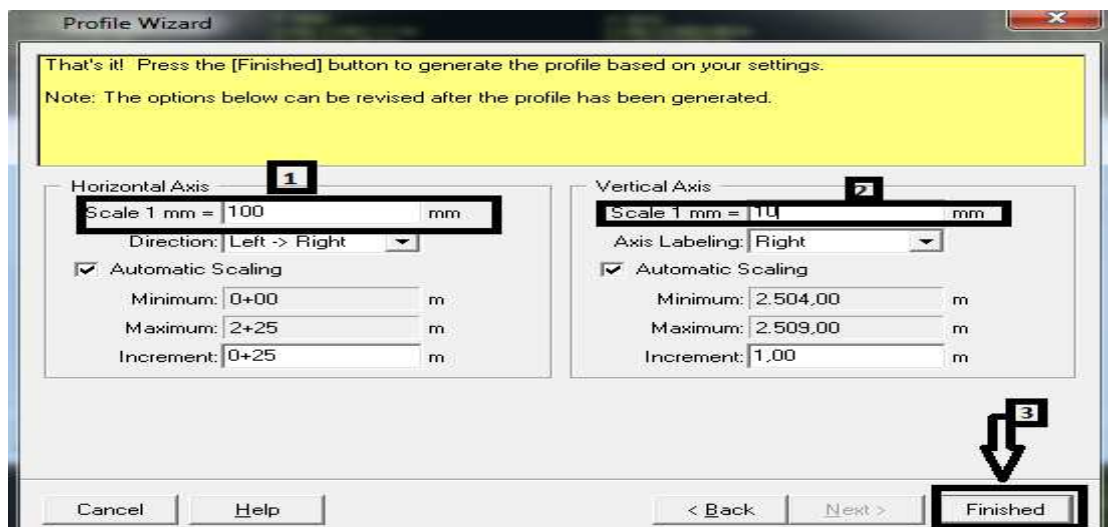 Profile Wizard
That's it! Press the [Finished] button to generate the profile based on your settings.
Note: The options below can be revised after the profile has been generated.
Horizontal Axis
1
Scale 1 mm = 100 mm
Direction: Left -> Right
Automatic Scaling
Minimum: 0+00 m
Maximum: 2+25 m
Increment: 0+25 m
Vertical Axis
2
Scale 1 mm = 10 mm
Axis Labeling: Right
Automatic Scaling
Minimum: 2.504,00 m
Maximum: 2.509,00 m
Increment: 1,00 m
3
Cancel
Help
< Back
Next >
Finished